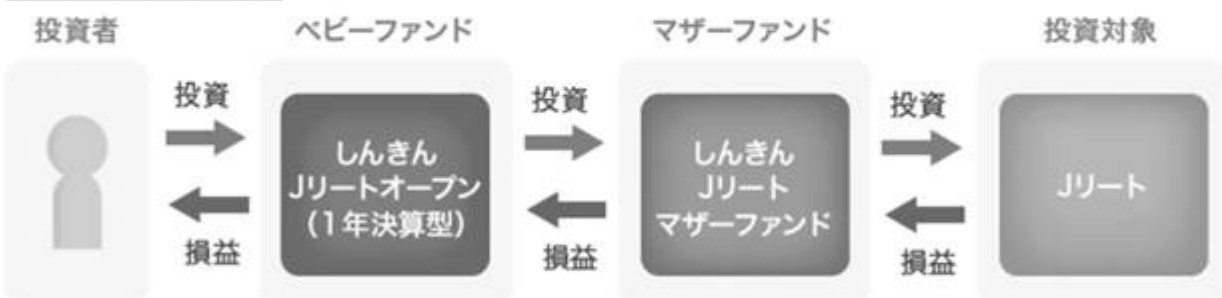 投資者
ベビーファンド
マザーファンド
投資対象
投資
投資
投資
しんきん
Jリートオープン
(1年決算型)
しんきん
Jリート
マザーファンド
Jリート
損益
損益
損益